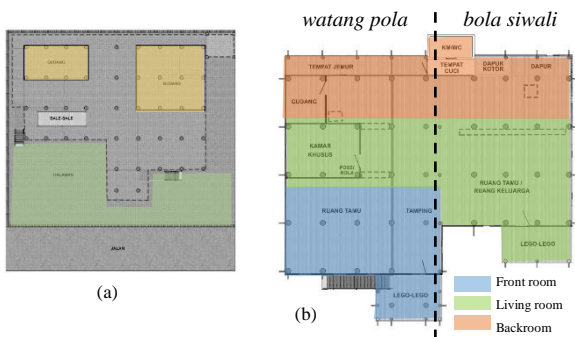 GUDANG
GUDANG
BALE-BALE
HALAMAN
JALAN
(a)
watang pola
bola siwali
KM/WC
TEMPAT JEMUR
TEMPAT
CUCI
DAPUR
KOTOR
DAPUR
GUDANG
KAMAR
KHUSUS
POSSI
BOLA
RUANG TAMU /
RUANG KELUARGA
RUANG TAMU
TAMPING
LEGO-LEGO
LEGO-LEGO
(b)
Front room
Living room
Backroom